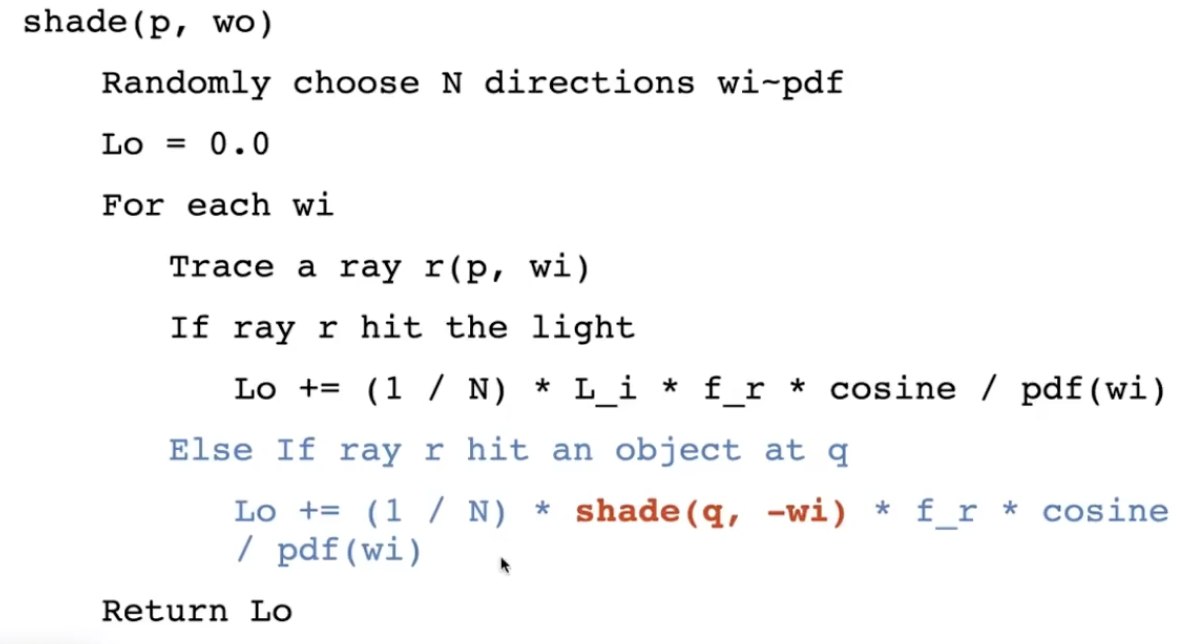 shade(p, wo)
Randomly choose N directions wi~pdf
Lo = 0.0
For each wi
Trace a ray r(p, wi)
If ray r hit the light
Lo += (1 / N) * L_i * f_r * cosine / pdf(wi)
Else If ray r hit an object at q
Lo += (1 / N) * shade(q, -wi) * f_r * cosine
/ pdf(wi)
Return Lo